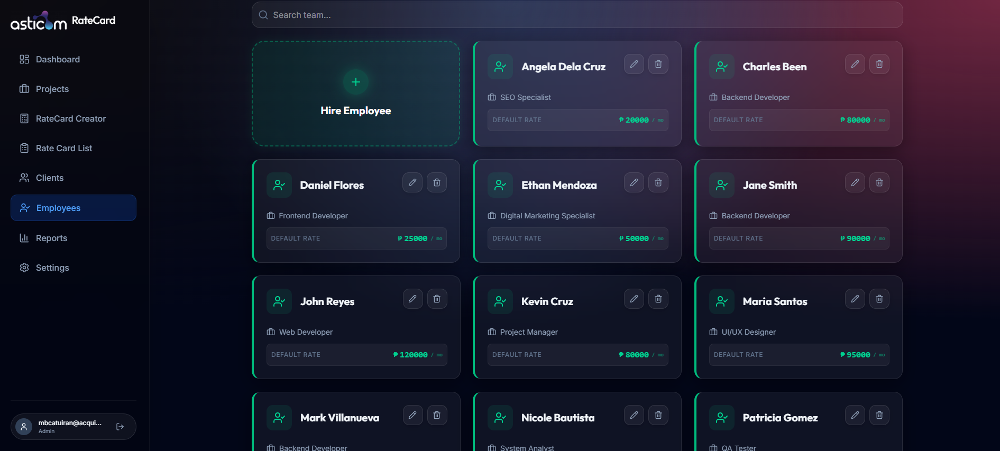 asticom RateCard
Dashboard
Projects
RateCard Creator
Rate Card List
Clients
Employees
Reports
Settings
mbcatuiran@acqui...
Admin
Search team...
Hire Employee
Angela Dela Cruz
SEO Specialist
DEFAULT RATE ₱ 20000 / mo
Charles Been
Backend Developer
DEFAULT RATE ₱ 80000 / mo
Daniel Flores
Frontend Developer
DEFAULT RATE ₱ 25000 / mo
Ethan Mendoza
Digital Marketing Specialist
DEFAULT RATE ₱ 50000 / mo
Jane Smith
Backend Developer
DEFAULT RATE ₱ 90000 / mo
John Reyes
Web Developer
DEFAULT RATE ₱ 120000 / mo
Kevin Cruz
Project Manager
DEFAULT RATE ₱ 80000 / mo
Maria Santos
UI/UX Designer
DEFAULT RATE ₱ 95000 / mo
Mark Villanueva
Backend Developer
Nicole Bautista
System Analyst
Patricia Gomez
QA Tester